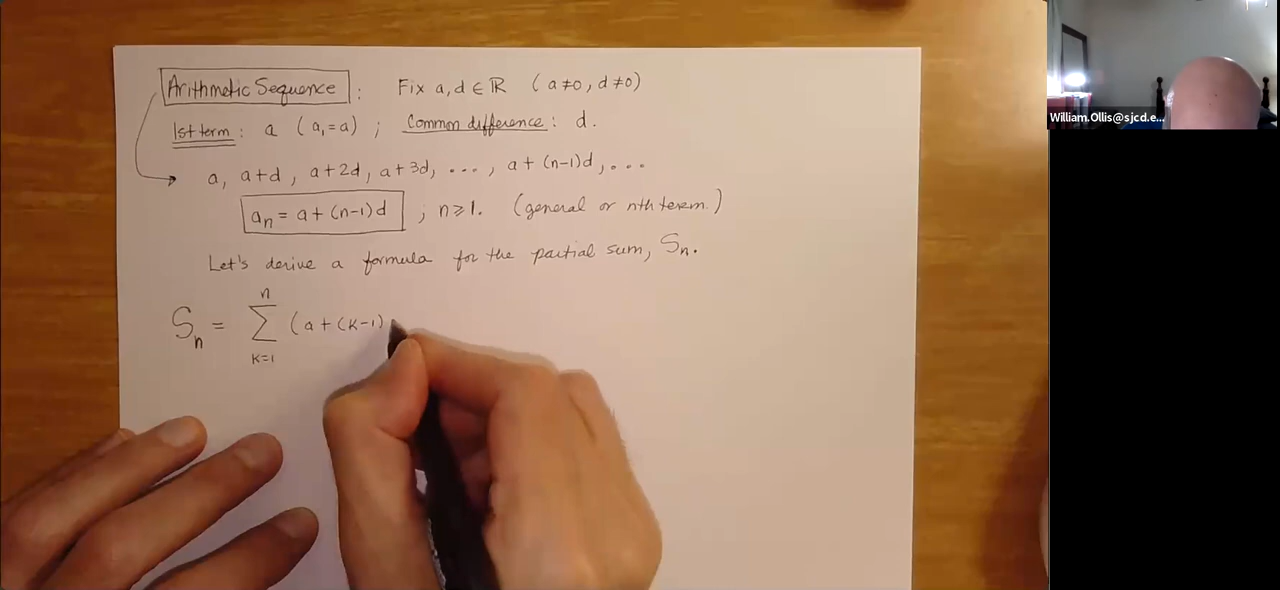 Arithmetic Sequence : Fix a, d ∈ ℝ (a≠0, d≠0)
1st term : a (a₁=a) ; Common difference : d.
a, a+d, a+2d, a+3d, ..., a+(n-1)d, ...
aₙ = a+(n-1)d ; n≥1. (general or nth term.)
Let's derive a formula for the partial sum, Sₙ.
n
Sₙ = ∑ (a+(k-1)
k=1
William.Ollis@sjcd.e...